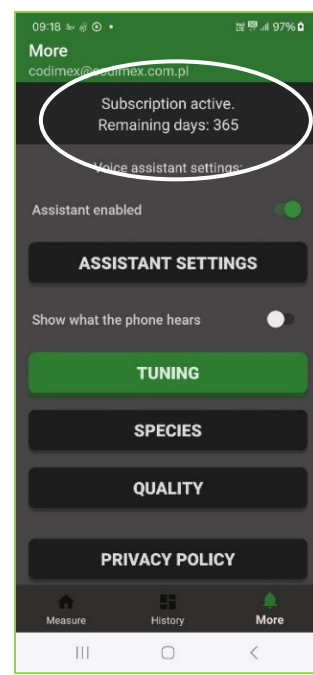 09:18
97%
More
codimex@codimex.com.pl
Subscription active.
Remaining days: 365
Voice assistant settings:
Assistant enabled
ASSISTANT SETTINGS
Show what the phone hears
TUNING
SPECIES
QUALITY
PRIVACY POLICY
Measure History More